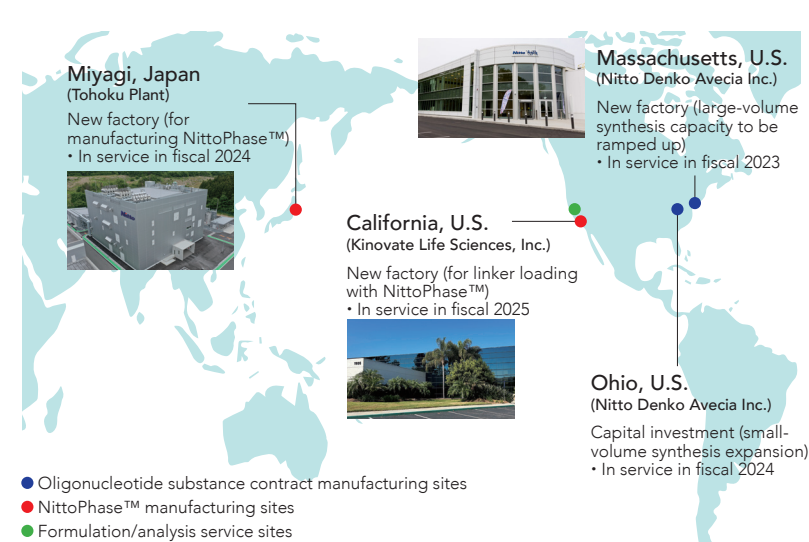 Miyagi, Japan
(Tohoku Plant)
New factory (for
manufacturing NittoPhase™)
・In service in fiscal 2024
Massachusetts, U.S.
(Nitto Denko Avecia Inc.)
New factory (large-volume
synthesis capacity to be
ramped up)
・In service in fiscal 2023
California, U.S.
(Kinovate Life Sciences, Inc.)
New factory (for linker loading
with NittoPhase™)
・In service in fiscal 2025
Ohio, U.S.
(Nitto Denko Avecia Inc.)
Capital investment (small-
volume synthesis expansion)
・In service in fiscal 2024
Oligonucleotide substance contract manufacturing sites
NittoPhase™ manufacturing sites
Formulation/analysis service sites